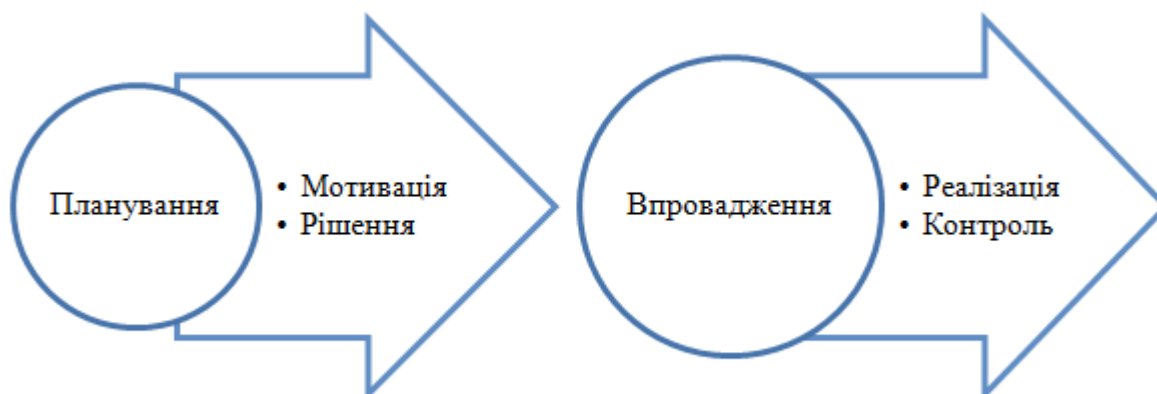 Планування
• Мотивація
• Рішення
Впровадження
• Реалізація
• Контроль